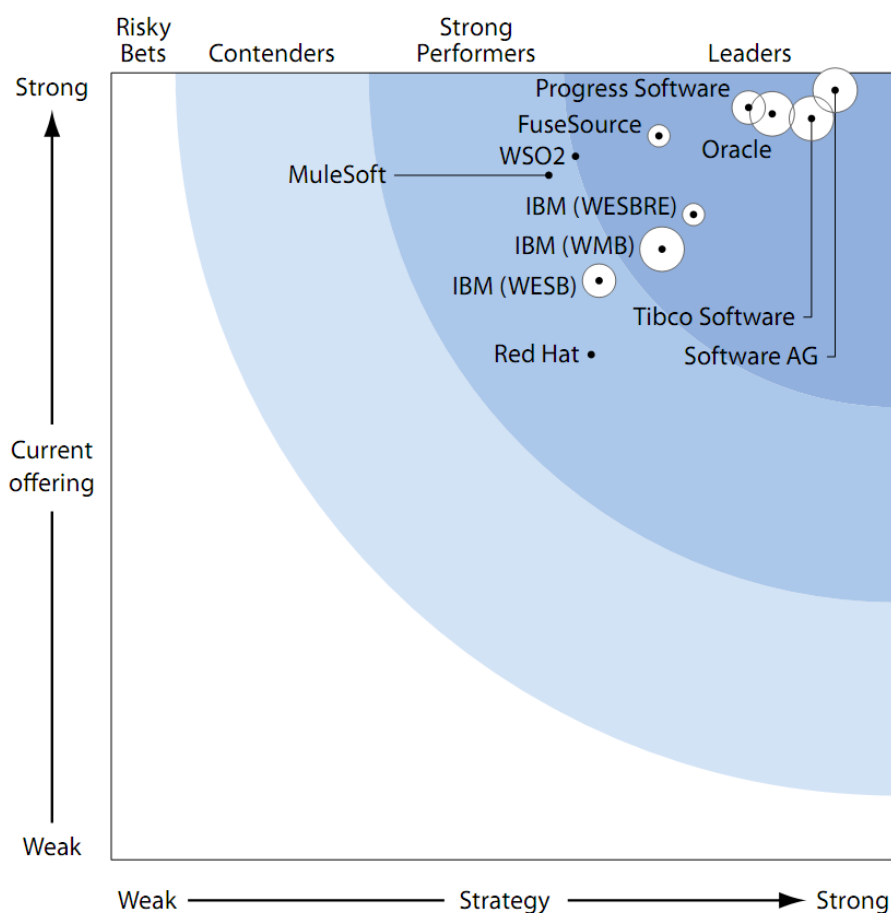 Risky
Bets
Contenders
Strong
Performers
Leaders
Strong
Progress Software
FuseSource
WSO2
Oracle
MuleSoft
IBM (WESBRE)
IBM (WMB)
IBM (WESB)
Tibco Software
Red Hat
Software AG
Current
offering
Weak
Weak
Strategy
Strong